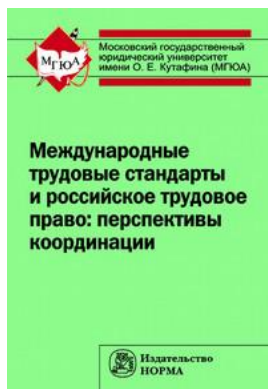 МГЮА
Московский государственный
юридический университет
имени О. Е. Кутафина (МГЮА)
Международные
трудовые стандарты
и российское трудовое
право: перспективы
координации
Издательство
НОРМА